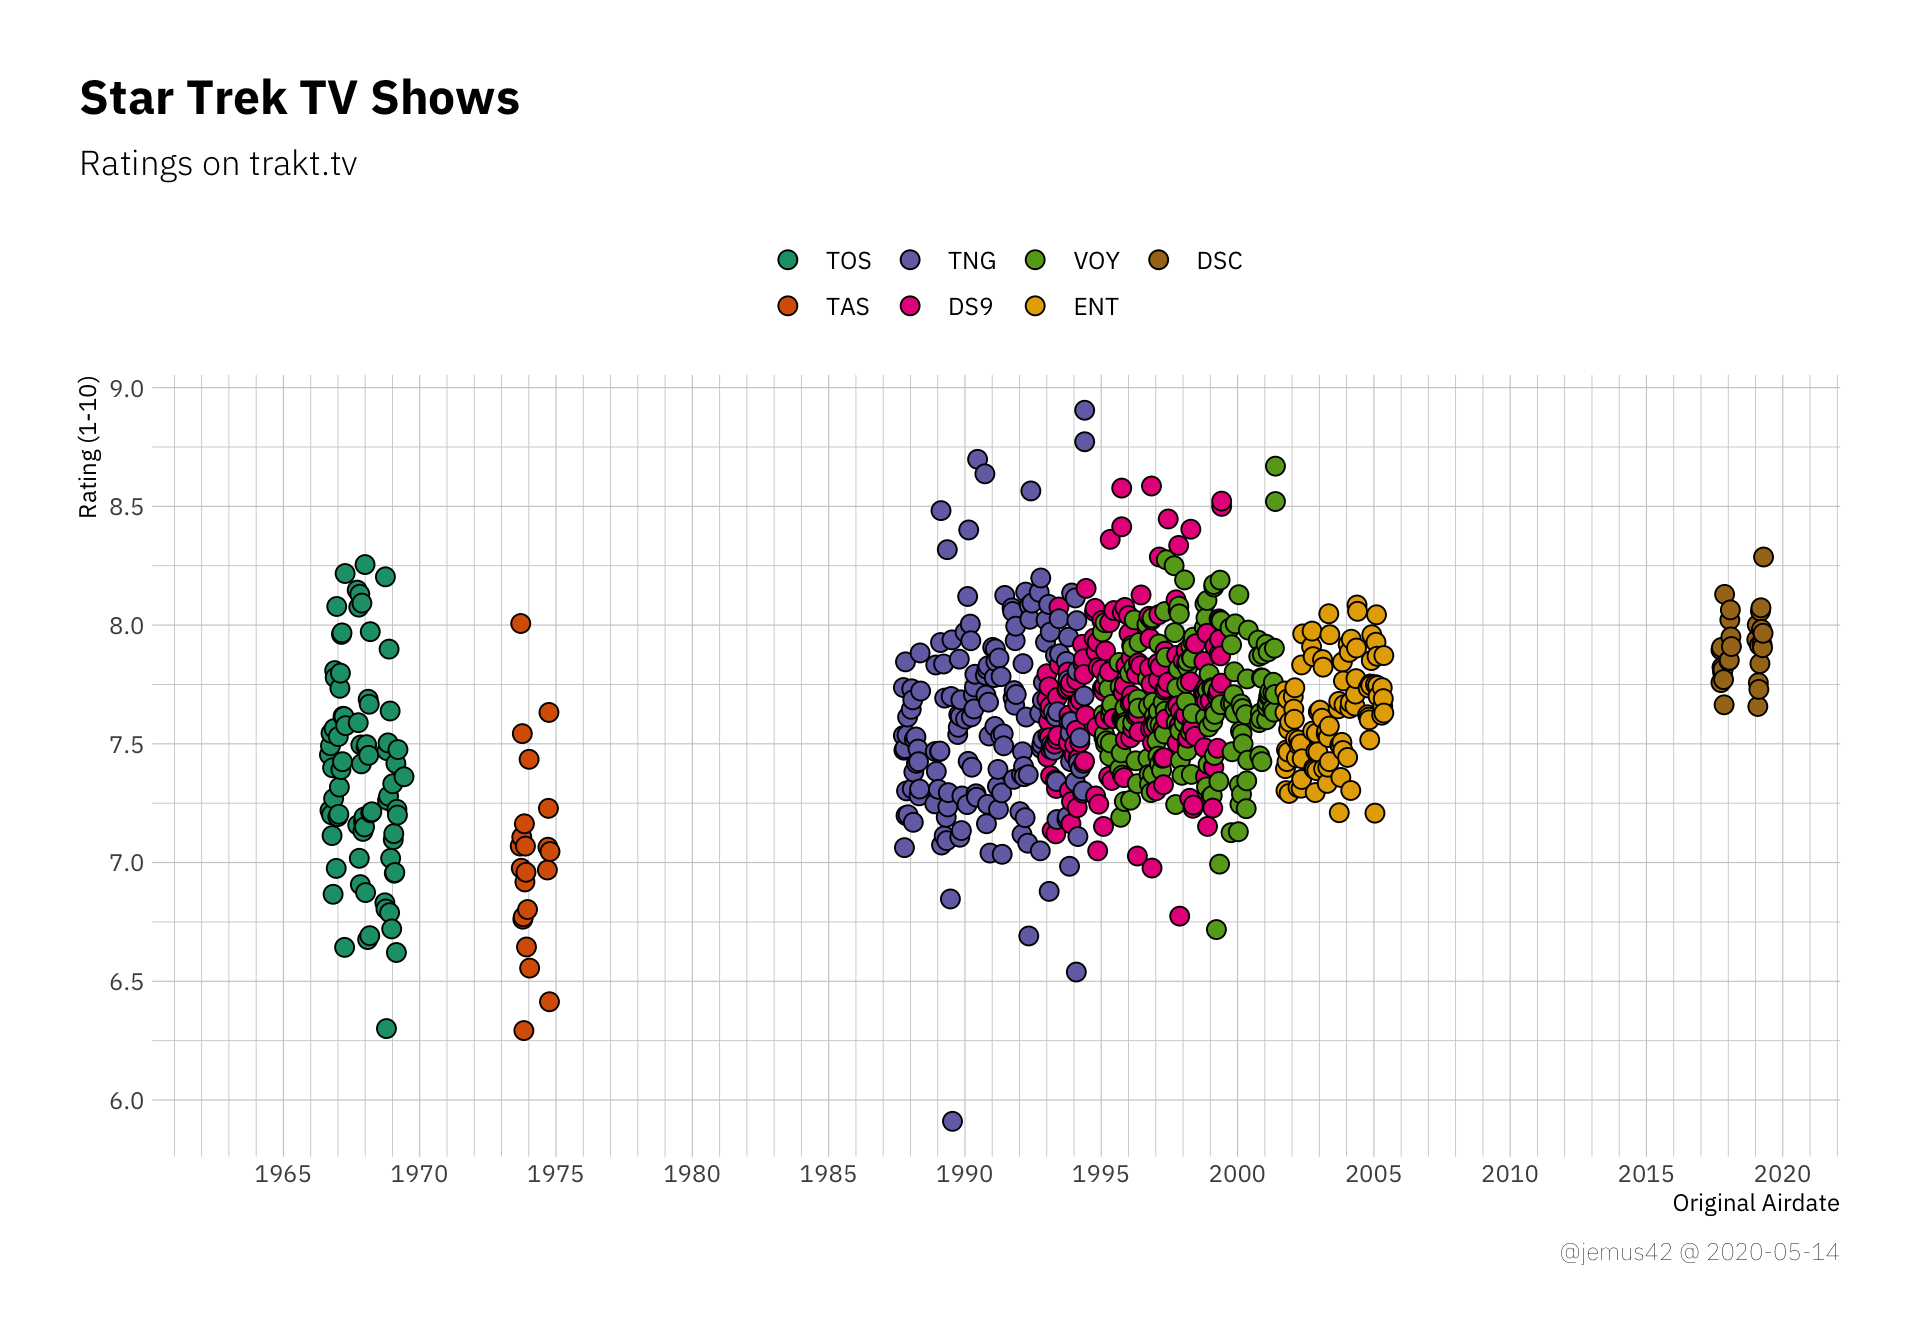 Star Trek TV Shows
Ratings on trakt.tv
TOS TNG VOY DSC
TAS DS9 ENT
Rating (1-10)
9.0
8.5
8.0
7.5
7.0
6.5
6.0
1965 1970 1975 1980 1985 1990 1995 2000 2005 2010 2015 2020
Original Airdate
@jemus42 @ 2020-05-14